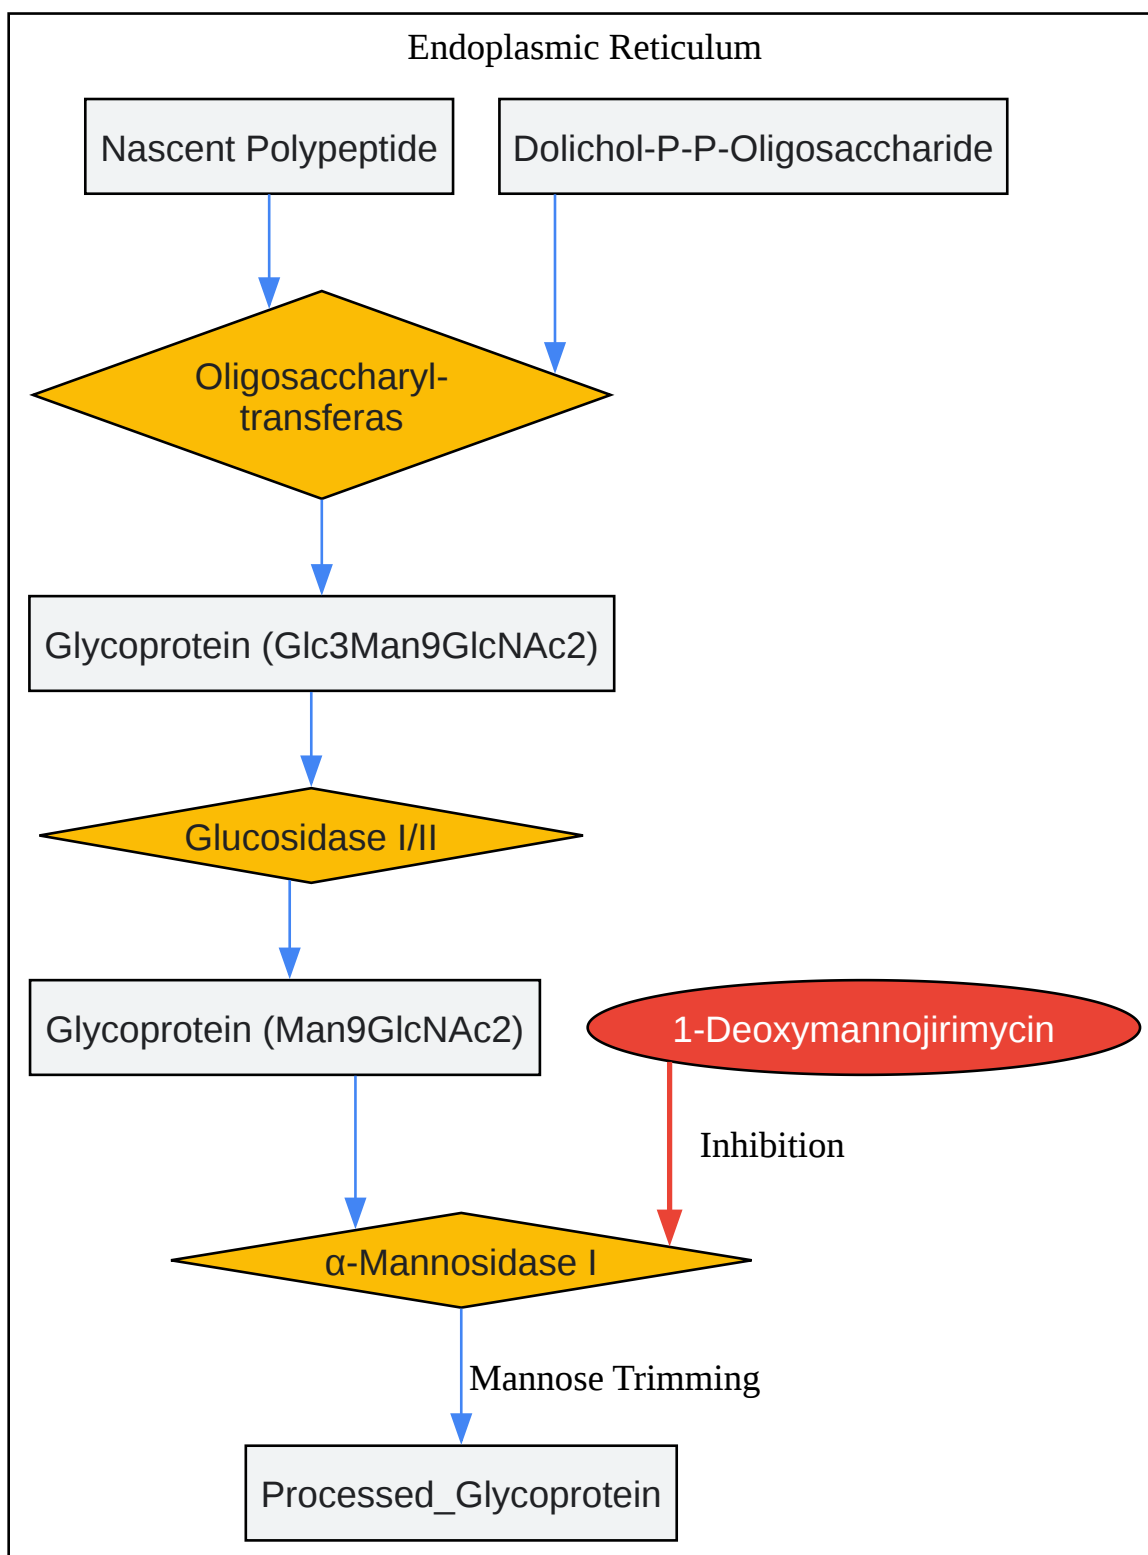 Endoplasmic Reticulum
Nascent Polypeptide
Dolichol-P-P-Oligosaccharide
Oligosaccharyl-
transferas
Glycoprotein (Glc3Man9GlcNAc2)
Glucosidase I/II
Glycoprotein (Man9GlcNAc2)
1-Deoxymannojirimycin
Inhibition
α-Mannosidase I
Mannose Trimming
Processed_Glycoprotein